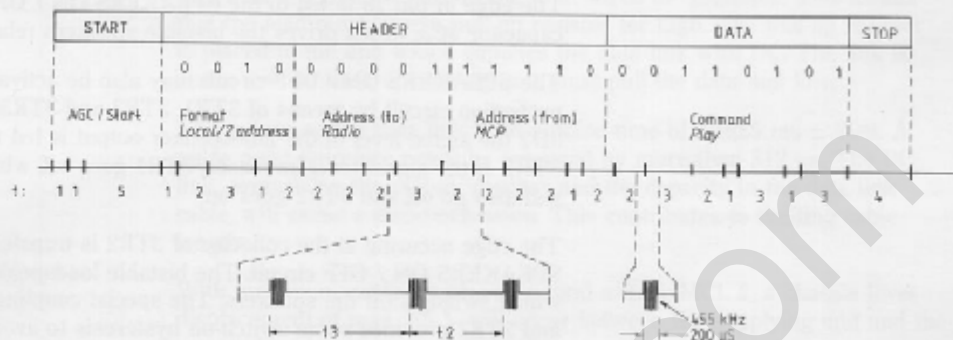 START HEADER DATA STOP
0 0 1 0 0 0 0 0 1 1 1 1 1 0 0 0 1 1 0 1 0 1
AGC / Start Format Address (to) Address (from) Command
Local/2 address Radio MCP Play
t: 1 1 5 1 2 3 1 2 2 2 2 2 3 2 2 2 2 1 2 2 3 2 1 3 1 3 4
t3 t2
455 kHz
200 uS